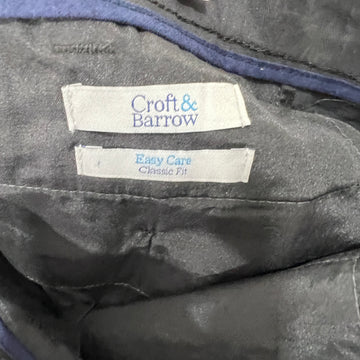 Croft&
Barrow
Easy Care
Classic Fit